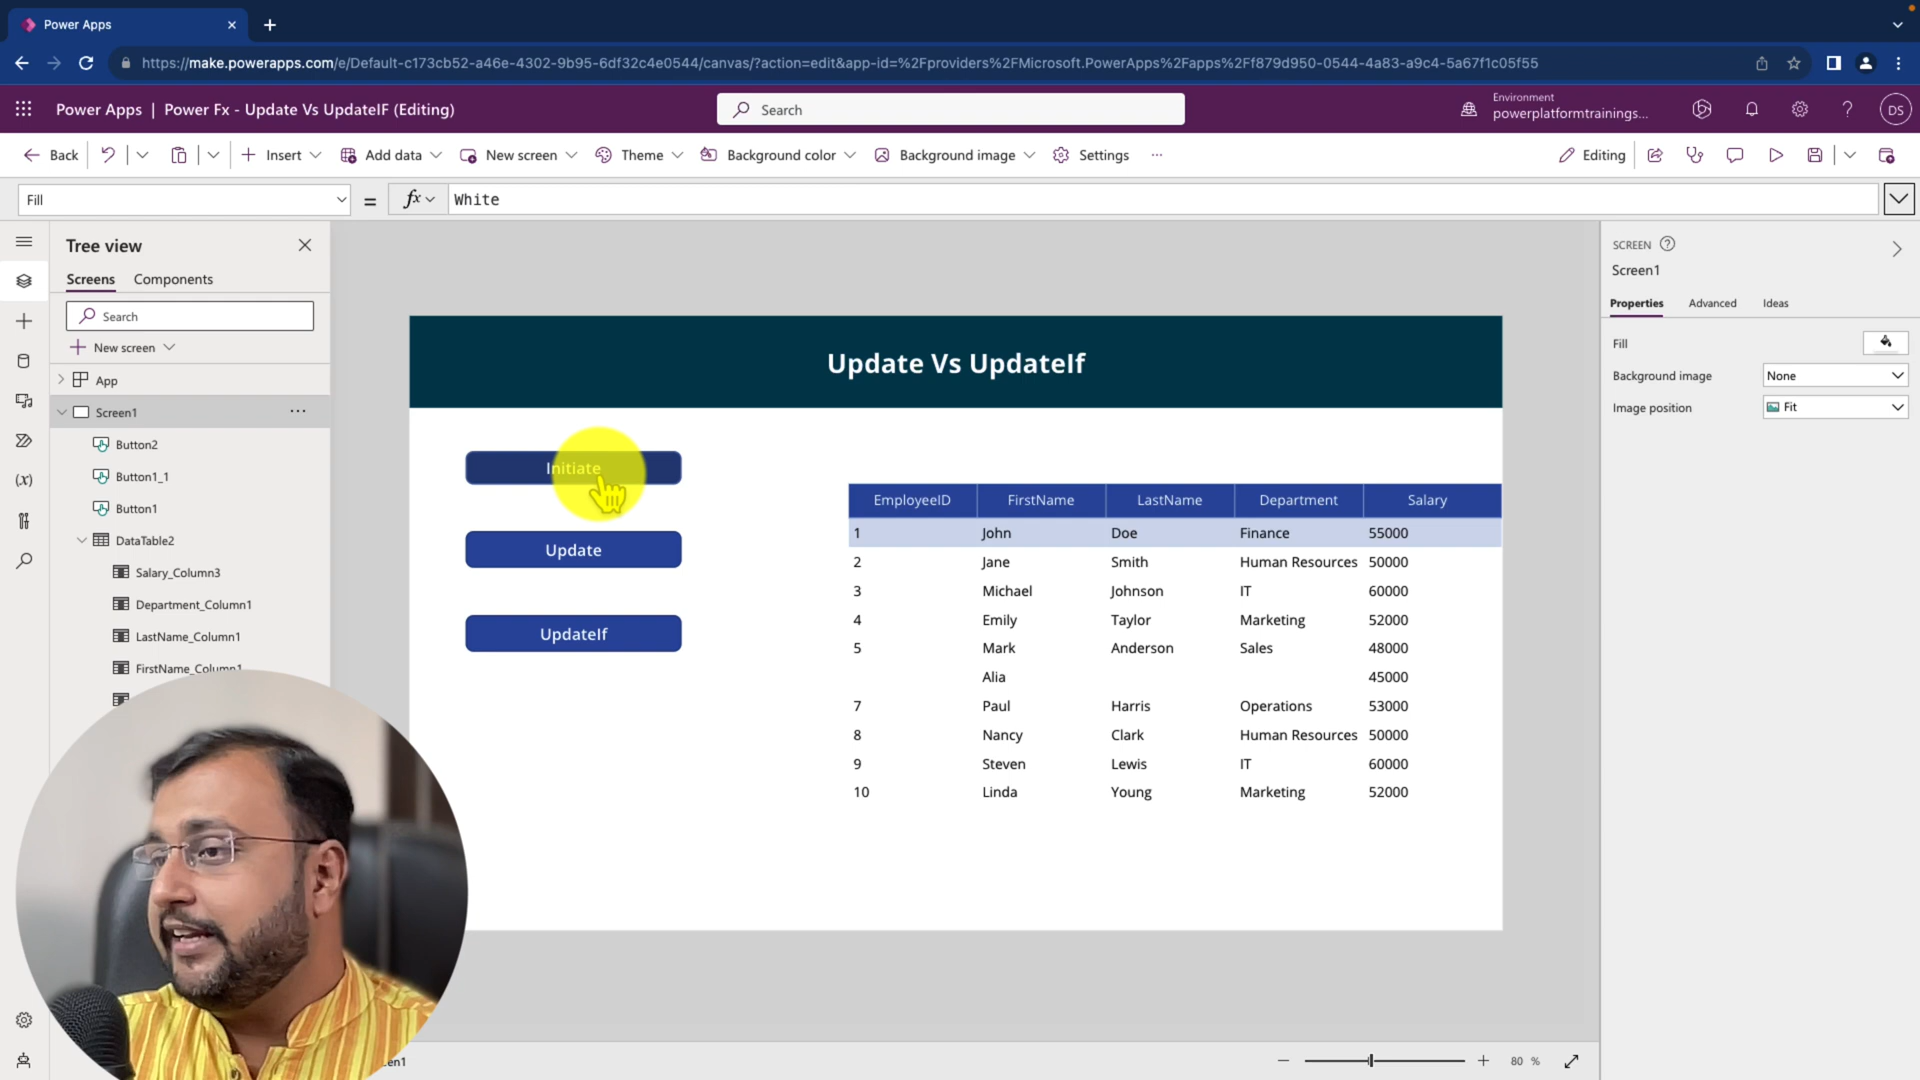 Power Apps
https://make.powerapps.com/e/Default-c173cb52-a46e-4302-9b95-6df32c4e0544/canvas/?action=edit&app-id=%2Fproviders%2FMicrosoft.PowerApps%2Fapps%2Ff879d950-0544-4a83-a9c4-5a67f1c05f55
Power Apps | Power Fx - Update Vs UpdateIF (Editing)
Search
Environment
powerplatformtrainings...
DS
Back
Insert
Add data
New screen
Theme
Background color
Background image
Settings
Editing
Fill
=
fx
White
Tree view
Screens
Components
Search
New screen
App
Screen1
Button2
Button1_1
Button1
DataTable2
Salary_Column3
Department_Column1
LastName_Column1
FirstName_Column1
Update Vs UpdateIf
Initiate
Update
UpdateIf
EmployeeID FirstName LastName Department Salary
1 John Doe Finance 55000
2 Jane Smith Human Resources 50000
3 Michael Johnson IT 60000
4 Emily Taylor Marketing 52000
5 Mark Anderson Sales 48000
Alia 45000
7 Paul Harris Operations 53000
8 Nancy Clark Human Resources 50000
9 Steven Lewis IT 60000
10 Linda Young Marketing 52000
SCREEN
Screen1
Properties
Advanced
Ideas
Fill
Background image
None
Image position
Fit
en1
80 %